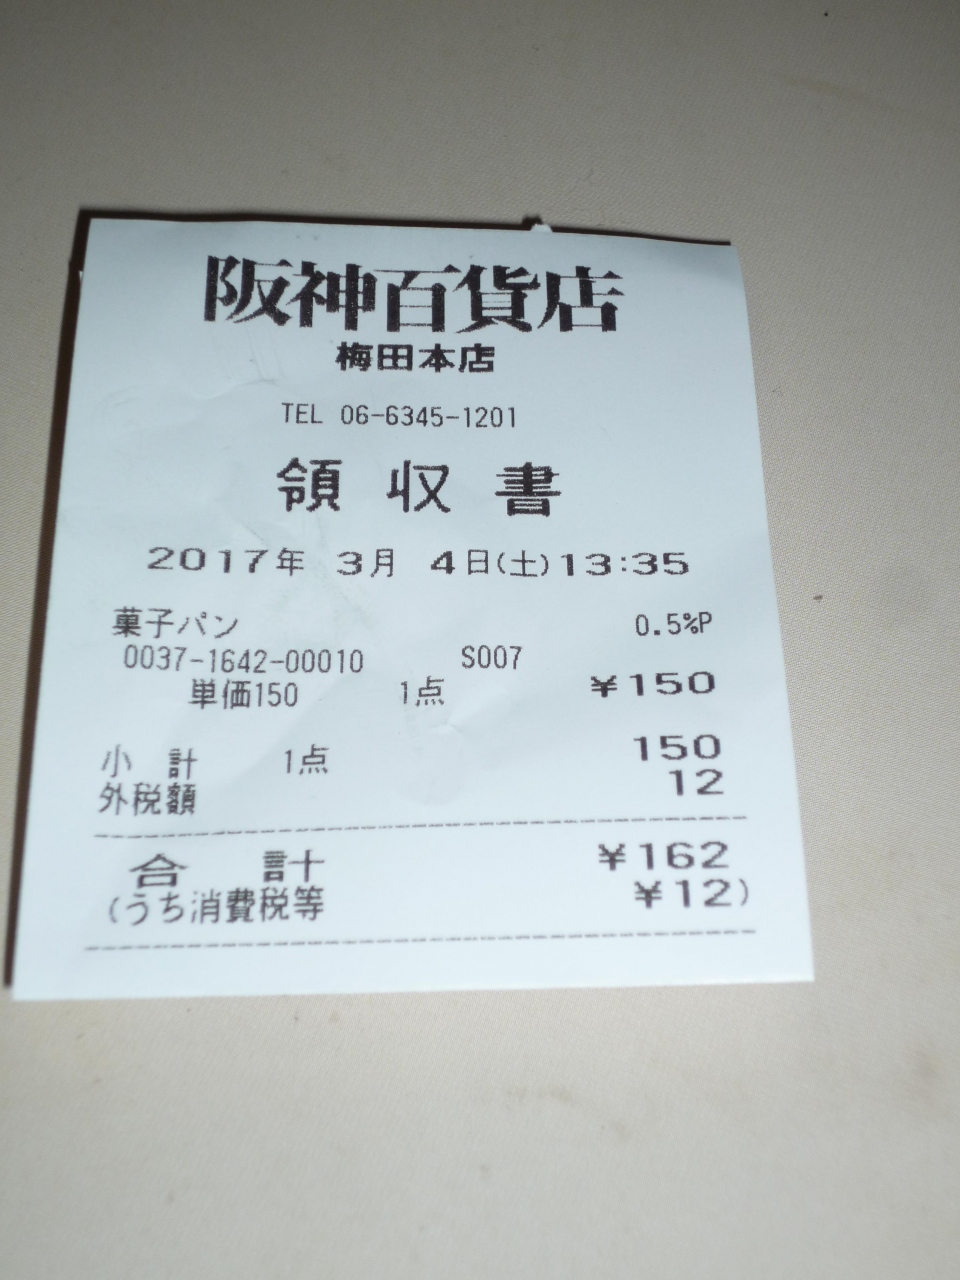 阪神百貨店
梅田本店
TEL 06-6345-1201
領収書
2017年 3月 4日(土)13:35
菓子パン 0.5%P
0037-1642-00010 S007
単価150 1点 ¥150
小計 1点 150
外税額 12
合計 ¥162
(うち消費税等 ¥12)